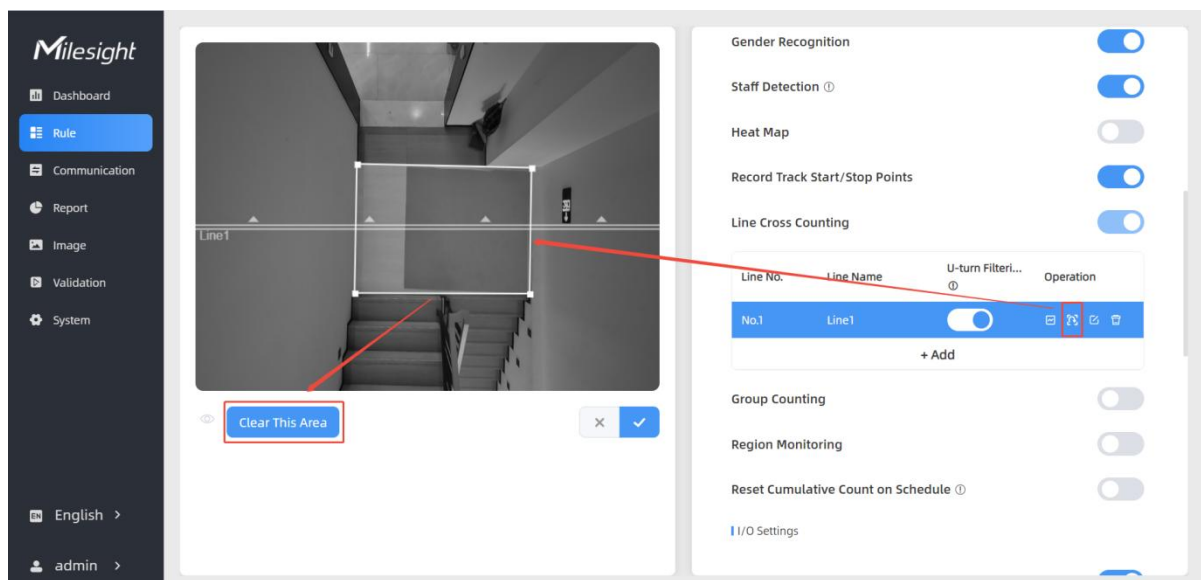 Milesight
Dashboard
Rule
Communication
Report
Image
Validation
System
EN English >
admin >
Line1
Clear This Area
Gender Recognition
Staff Detection
Heat Map
Record Track Start/Stop Points
Line Cross Counting
Line No. Line Name U-turn Filteri... Operation
No.1 Line1
+ Add
Group Counting
Region Monitoring
Reset Cumulative Count on Schedule
I/O Settings